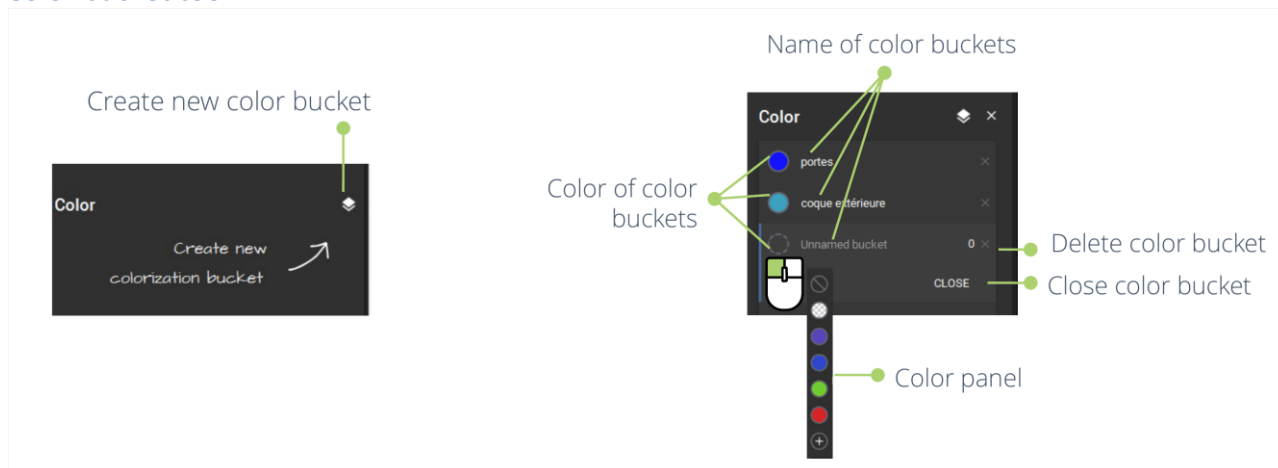 Create new color bucket
Color
Create new
colorization bucket
Name of color buckets
Color
portes
coque extérieure
Unnamed bucket
0
CLOSE
Color of color
buckets
Delete color bucket
Close color bucket
Color panel